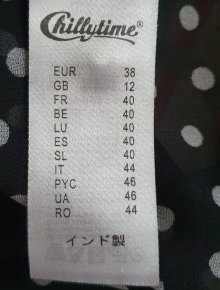 Chillytime®
EUR 38
GB 12
FR 40
BE 40
LU 40
ES 40
SL 40
IT 44
PYC 46
UA 46
RO 44
インド製